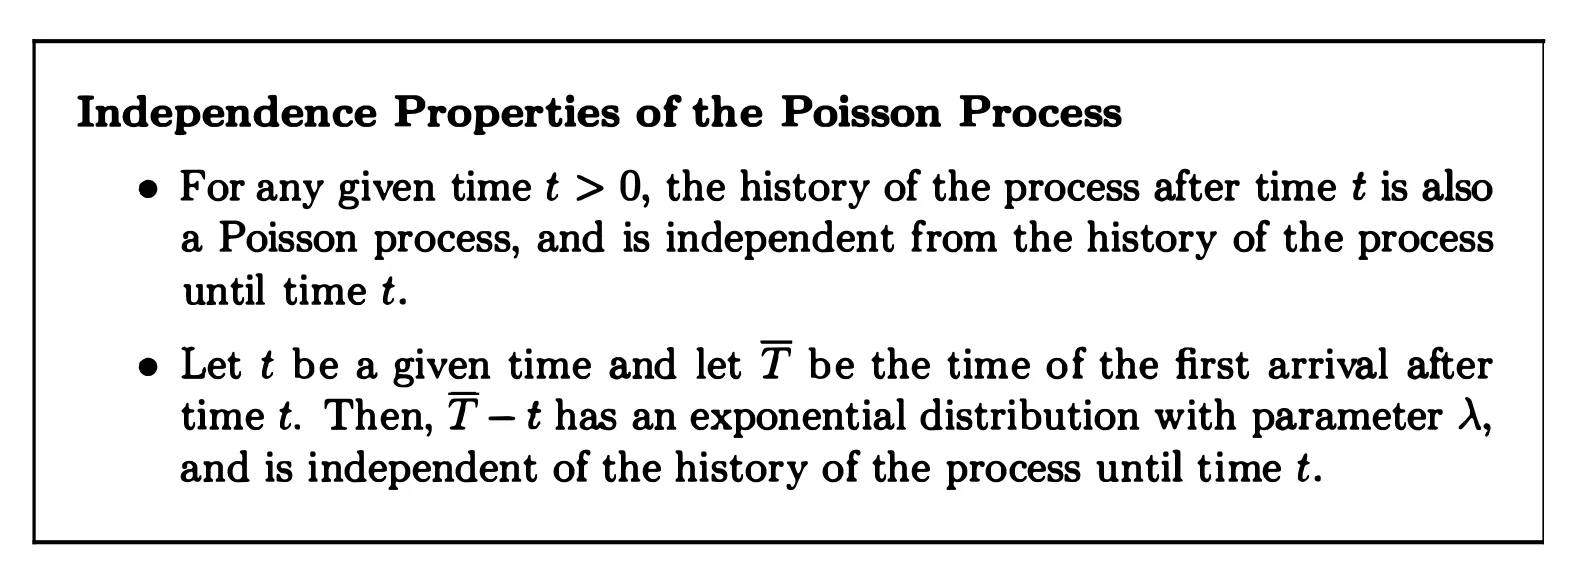 Independence Properties of the Poisson Process
• For any given time t > 0, the history of the process after time t is also
a Poisson process, and is independent from the history of the process
until time t.
• Let t be a given time and let T̅ be the time of the first arrival after
time t. Then, T̅ − t has an exponential distribution with parameter λ,
and is independent of the history of the process until time t.